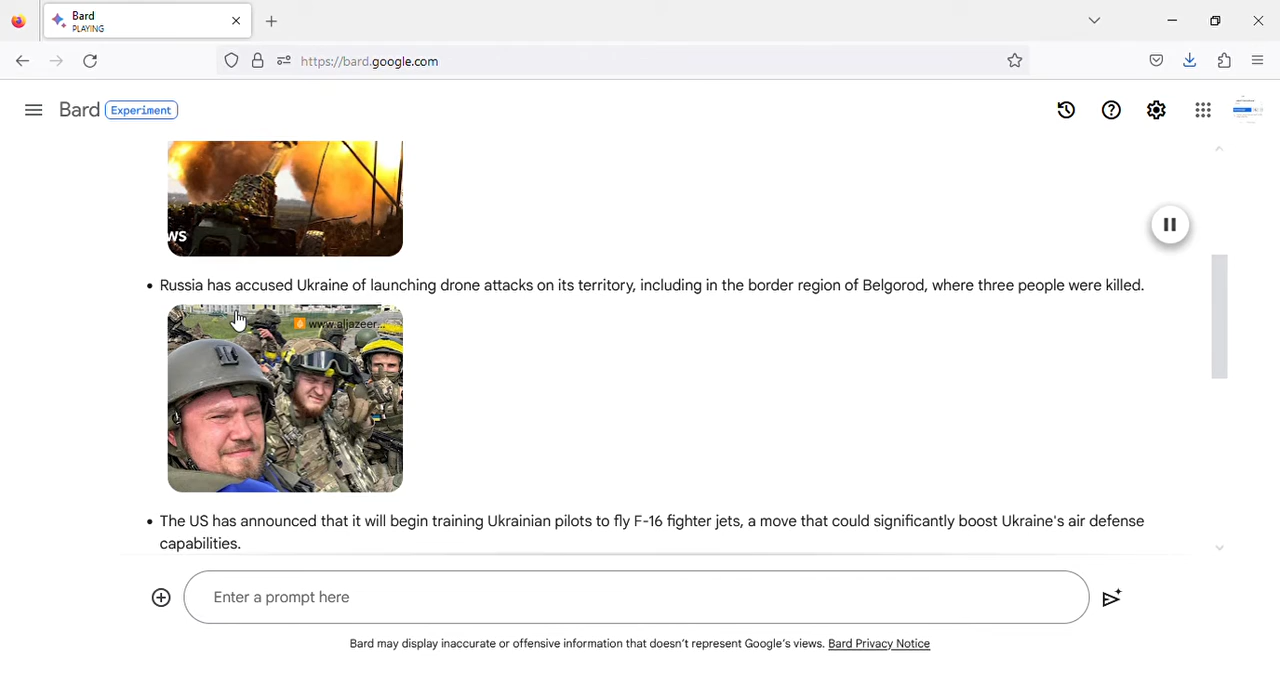 Bard
PLAYING
https://bard.google.com
Bard Experiment
WS
• Russia has accused Ukraine of launching drone attacks on its territory, including in the border region of Belgorod, where three people were killed.
www.aljazeer...
• The US has announced that it will begin training Ukrainian pilots to fly F-16 fighter jets, a move that could significantly boost Ukraine's air defense
capabilities.
Enter a prompt here
Bard may display inaccurate or offensive information that doesn't represent Google's views. Bard Privacy Notice